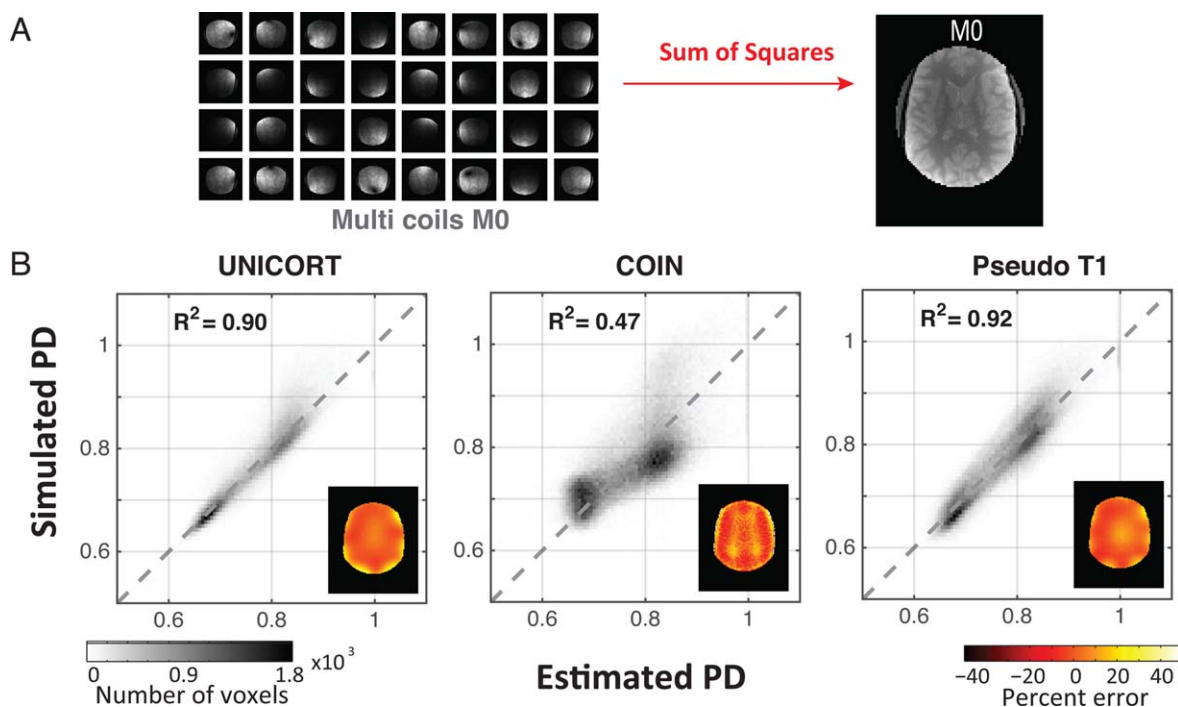 A
Sum of Squares
M0
Multi coils M0
B
UNICORT
COIN
Pseudo T1
R² = 0.90
R² = 0.47
R² = 0.92
Simulated PD
1
0.8
0.6
0.6 0.8 1
1
0.8
0.6
0.6 0.8 1
1
0.8
0.6
0.6 0.8 1
0 0.9 1.8 x10³
Number of voxels
Estimated PD
−40 −20 0 20 40
Percent error